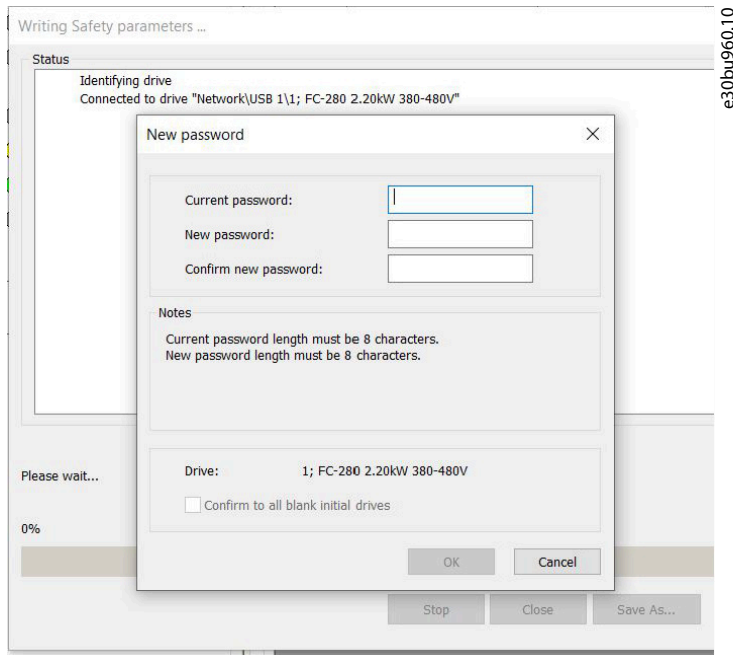 Writing Safety parameters ...
Status
Identifying drive
Connected to drive "Network\USB 1\1; FC-280 2.20kW 380-480V"
New password
Current password:
New password:
Confirm new password:
Notes
Current password length must be 8 characters.
New password length must be 8 characters.
Drive: 1; FC-280 2.20kW 380-480V
Confirm to all blank initial drives
OK Cancel
Please wait...
0%
Stop Close Save As...
e30bu960.10